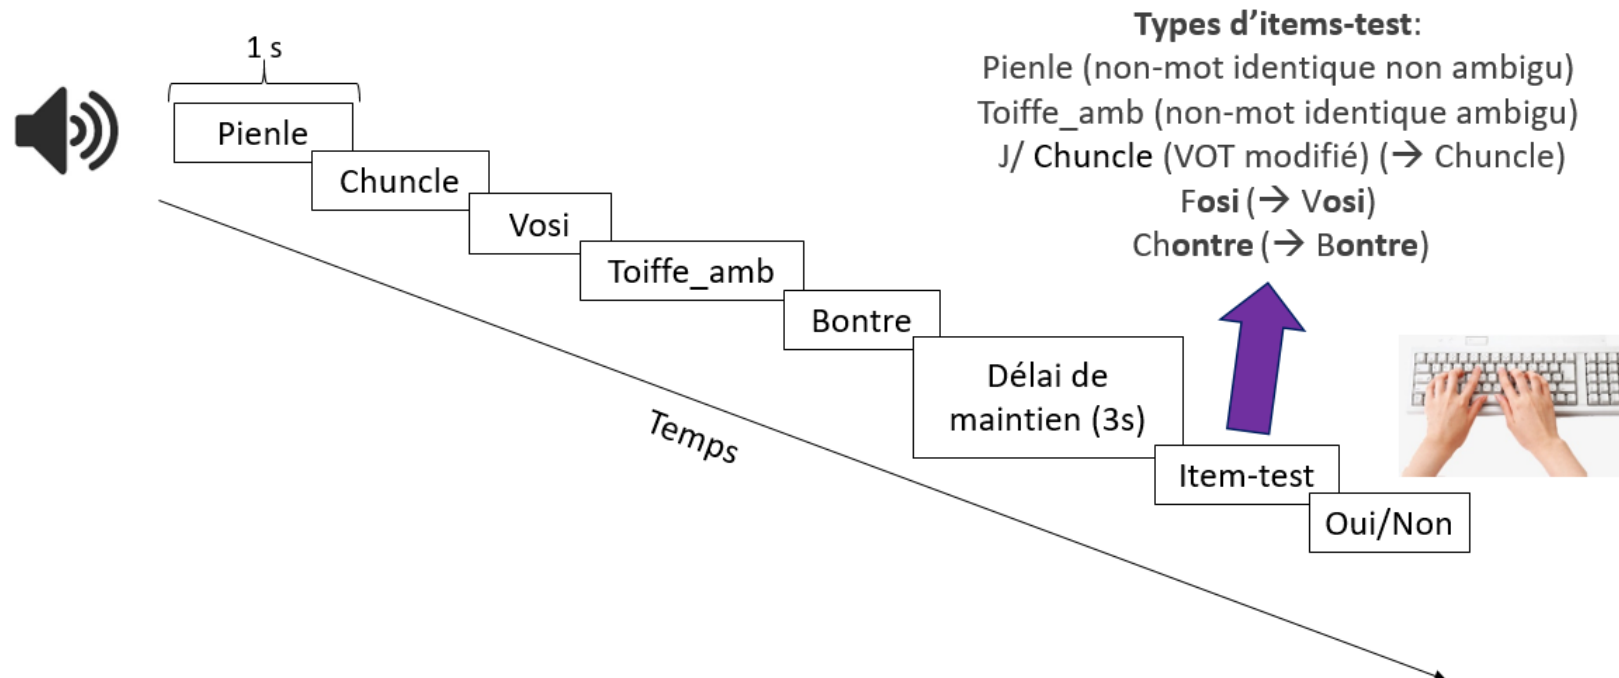 1 s
Pienle
Chuncle
Vosi
Toiffe_amb
Bontre
Délai de
maintien (3s)
Item-test
Oui/Non
Temps
Types d’items-test:
Pienle (non-mot identique non ambigu)
Toiffe_amb (non-mot identique ambigu)
J/ Chuncle (VOT modifié) (→ Chuncle)
Fosi (→ Vosi)
Chontre (→ Bontre)